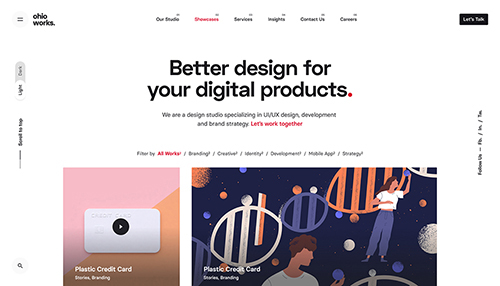 ohio
works.
Our Studio Showcases Services Insights Contact Us Careers
Let's Talk
Better design for
your digital products.
We are a design studio specializing in UI/UX design, development
and brand strategy. Let's work together
Dark
Light
Scroll to top
Follow Us — Fb. / In. / Tw.
Filter by All Works / Branding / Creative / Identity / Development / Mobile App / Strategy
Plastic Credit Card
Stories, Branding
Plastic Credit Card
Stories, Branding